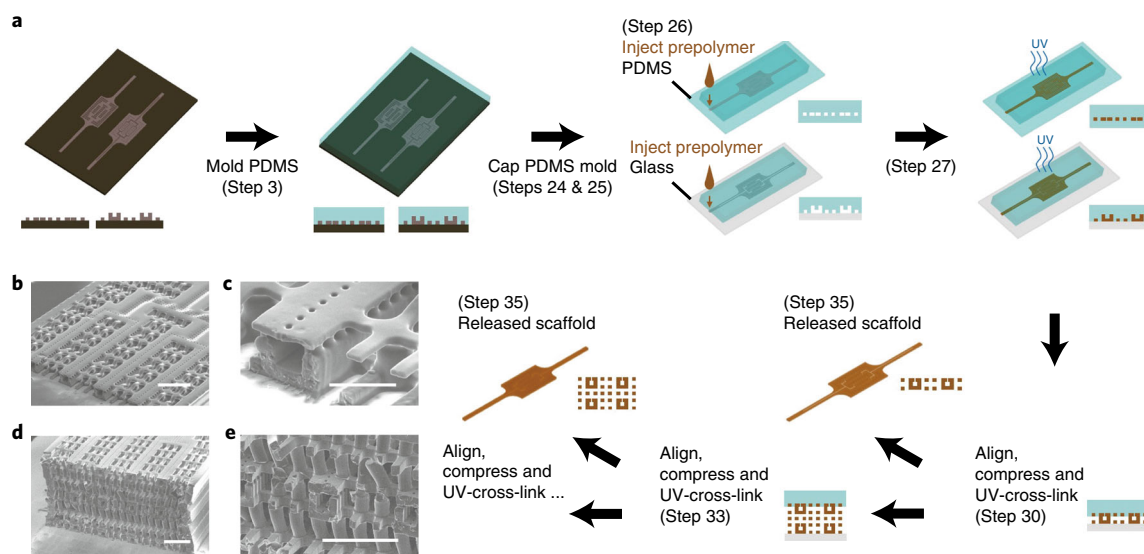 a
Mold PDMS
(Step 3)
Cap PDMS mold
(Steps 24 & 25)
(Step 26)
Inject prepolymer
PDMS
Inject prepolymer
Glass
(Step 27)
UV
UV
b
c
d
e
(Step 35)
Released scaffold
(Step 35)
Released scaffold
Align,
compress and
UV-cross-link ...
Align,
compress and
UV-cross-link
(Step 33)
Align,
compress and
UV-cross-link
(Step 30)